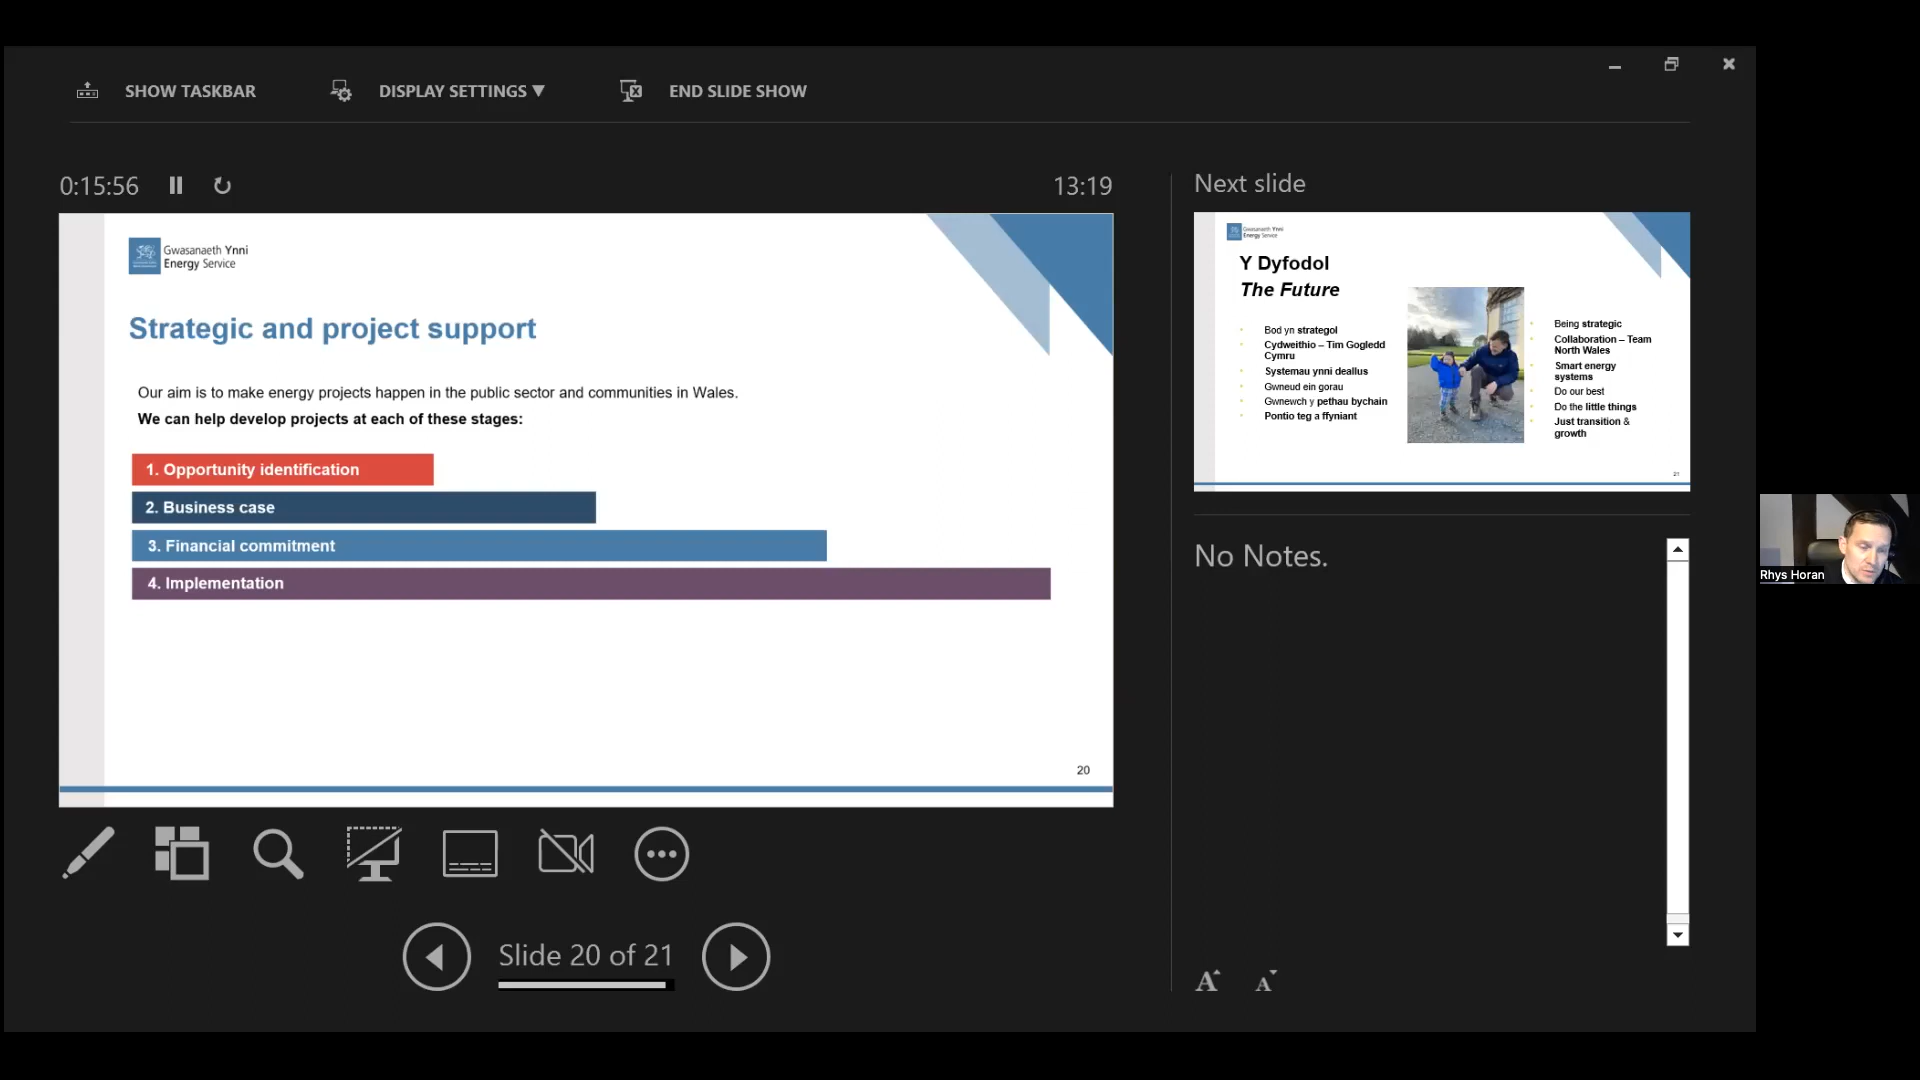 SHOW TASKBAR
DISPLAY SETTINGS ▼
END SLIDE SHOW
0:15:56
13:19
Gwasanaeth Ynni
Energy Service
Strategic and project support
Our aim is to make energy projects happen in the public sector and communities in Wales.
We can help develop projects at each of these stages:
1. Opportunity identification
2. Business case
3. Financial commitment
4. Implementation
20
Slide 20 of 21
Next slide
Gwasanaeth Ynni
Energy Service
Y Dyfodol
The Future
Bod yn strategol
Cydweithio – Tim Gogledd
Cymru
Systemau ynni deallus
Gwneud ein gorau
Gwnewch y pethau bychain
Pontio teg a ffyniant
Being strategic
Collaboration – Team
North Wales
Smart energy
systems
Do our best
Do the little things
Just transition &
growth
21
No Notes.
A A
Rhys Horan